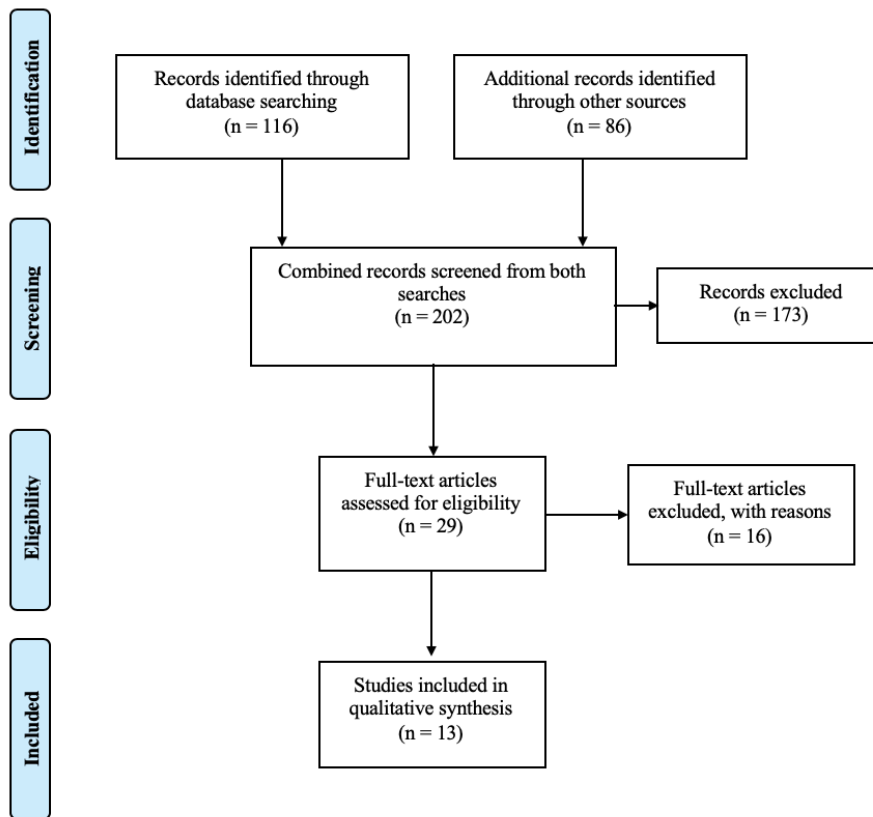 Identification
Records identified through
database searching
(n = 116)
Additional records identified
through other sources
(n = 86)
Screening
Combined records screened from both
searches
(n = 202)
Records excluded
(n = 173)
Eligibility
Full-text articles
assessed for eligibility
(n = 29)
Full-text articles
excluded, with reasons
(n = 16)
Included
Studies included in
qualitative synthesis
(n = 13)